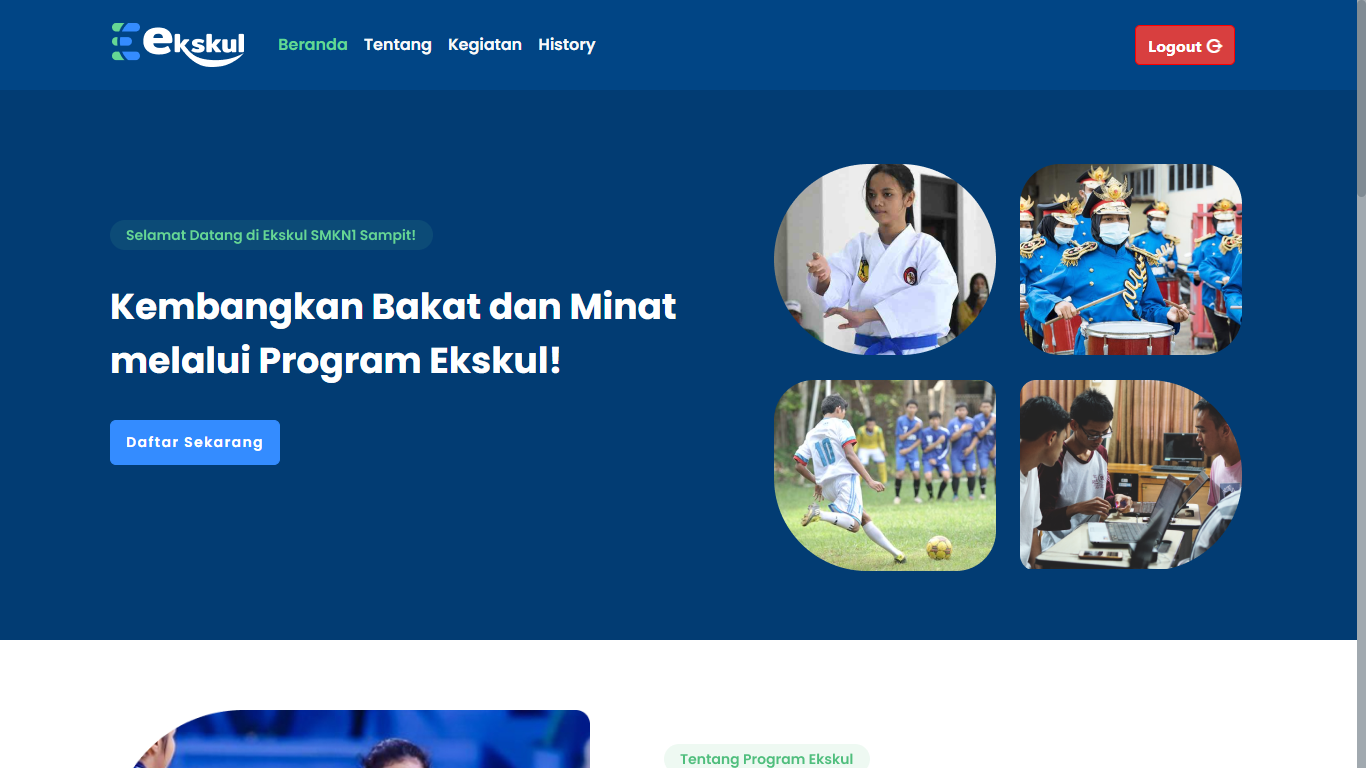 ekskul
Beranda Tentang Kegiatan History
Logout
Selamat Datang di Ekskul SMKN1 Sampit!
Kembangkan Bakat dan Minat
melalui Program Ekskul!
Daftar Sekarang
10
Tentang Program Ekskul